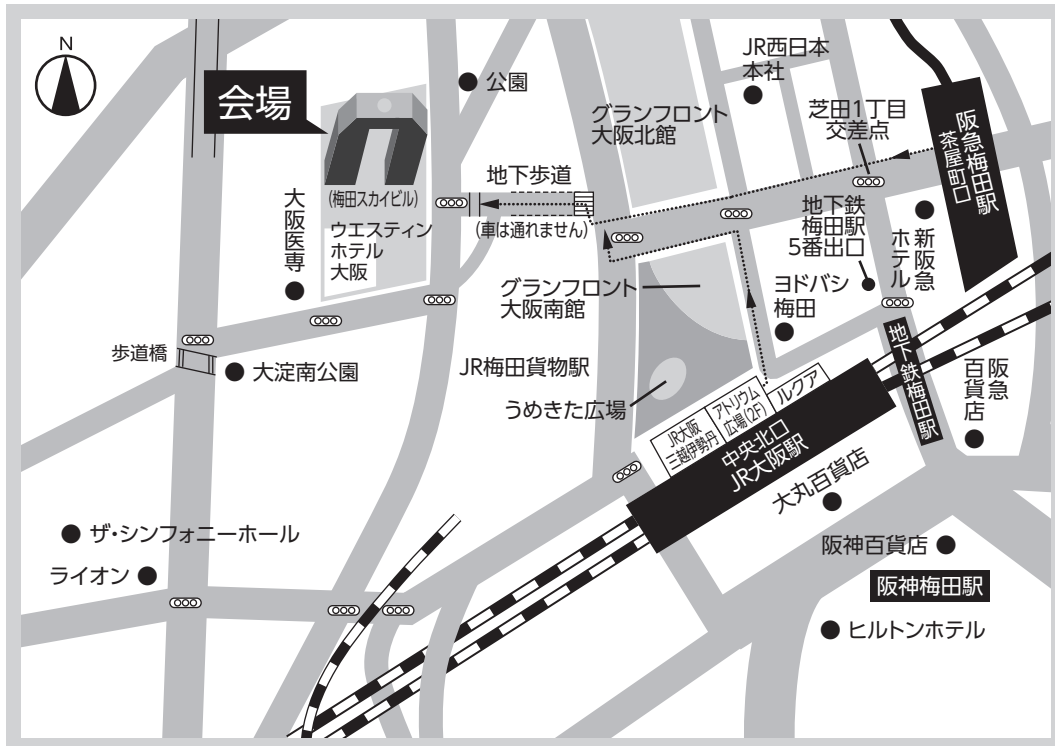 N
会場
公園
JR西日本
本社
グランフロント
大阪北館
芝田1丁目
交差点
阪急梅田駅
茶屋町口
(梅田スカイビル)
地下歩道
(車は通れません)
大阪医専
ウエスティン
ホテル
大阪
地下鉄
梅田駅
5番出口
新阪急
ホテル
グランフロント
大阪南館
ヨドバシ
梅田
歩道橋
大淀南公園
JR梅田貨物駅
うめきた広場
JR大阪
三越伊勢丹
アトリウム
広場(2F)
ルクア
地下鉄梅田駅
阪急
百貨店
中央北口
JR大阪駅
大丸百貨店
ザ・シンフォニーホール
阪神百貨店
ライオン
阪神梅田駅
ヒルトンホテル